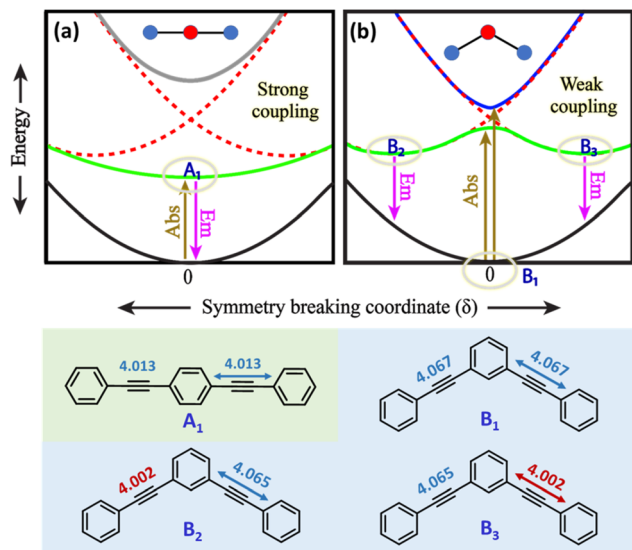 (a)
Strong
coupling
A₁
Abs
Em
0
(b)
Weak
coupling
B₂
B₃
Em
Abs
Em
0
B₁
Energy
Symmetry breaking coordinate (δ)
4.013
4.013
A₁
4.067
4.067
B₁
4.002
4.065
B₂
4.065
4.002
B₃